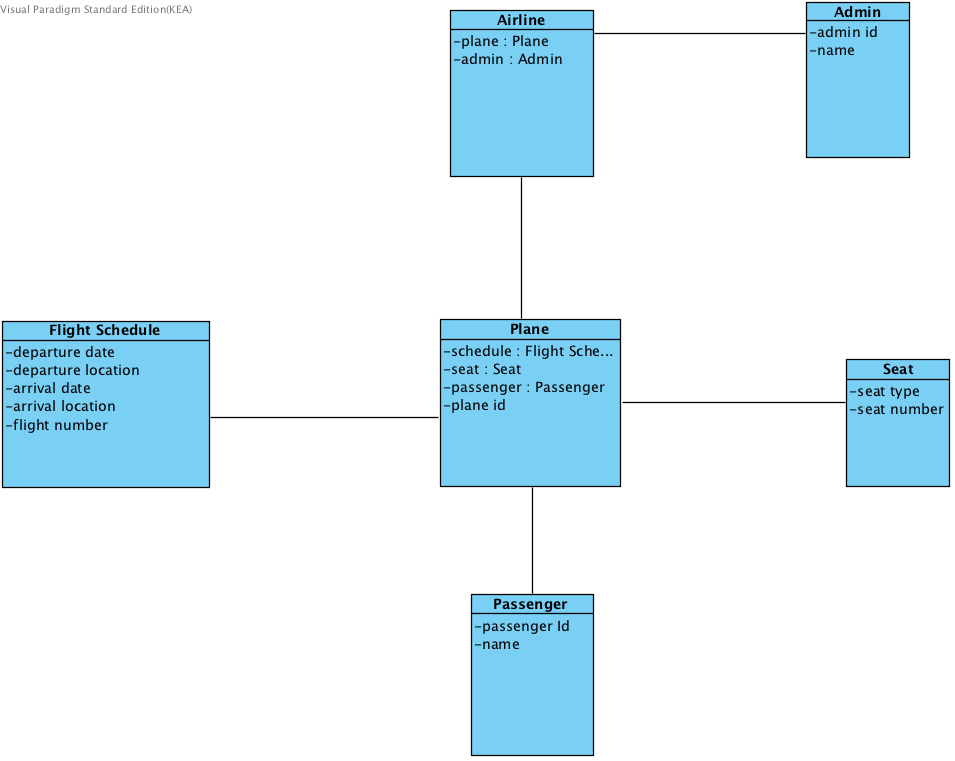 Visual Paradigm Standard Edition(KEA)
Airline
-plane : Plane
-admin : Admin
Admin
-admin id
-name
Flight Schedule
-departure date
-departure location
-arrival date
-arrival location
-flight number
Plane
-schedule : Flight Sche...
-seat : Seat
-passenger : Passenger
-plane id
Seat
-seat type
-seat number
Passenger
-passenger Id
-name